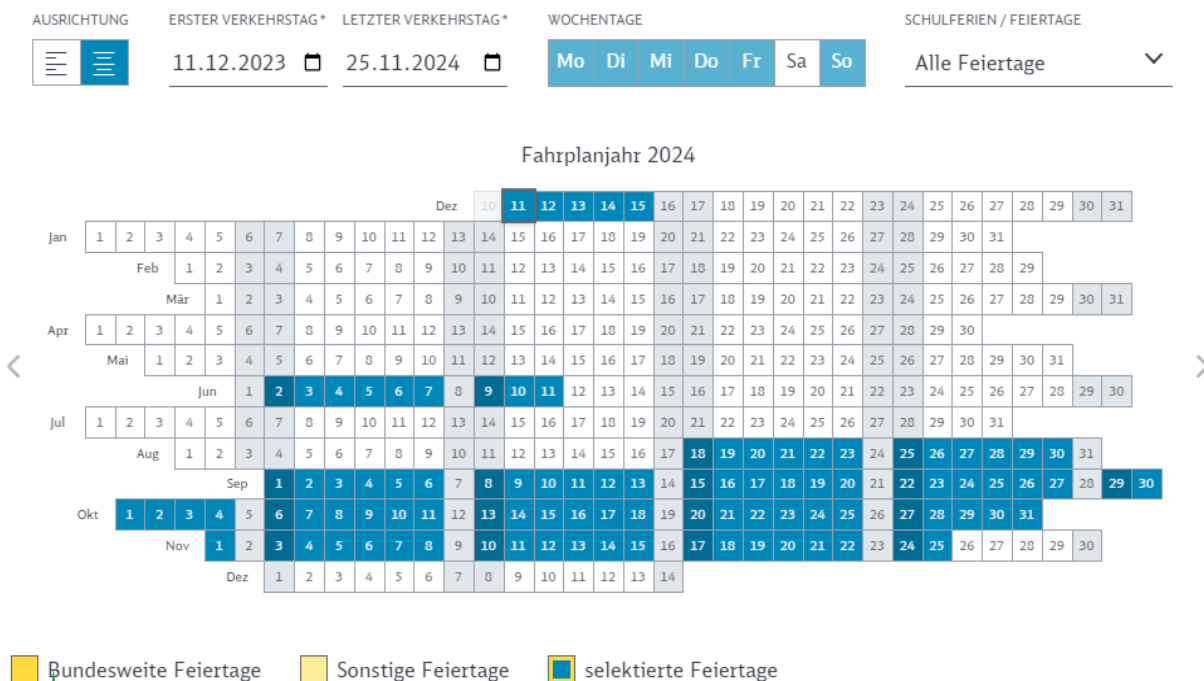 AUSRICHTUNG ERSTER VERKEHRSTAG* LETZTER VERKEHRSTAG* WOCHENTAGE SCHULFERIEN / FEIERTAGE
11.12.2023 25.11.2024 Mo Di Mi Do Fr Sa So Alle Feiertage
Fahrplanjahr 2024
Dez 10 11 12 13 14 15 16 17 18 19 20 21 22 23 24 25 26 27 28 29 30 31
Jan 1 2 3 4 5 6 7 8 9 10 11 12 13 14 15 16 17 18 19 20 21 22 23 24 25 26 27 28 29 30 31
Feb 1 2 3 4 5 6 7 8 9 10 11 12 13 14 15 16 17 18 19 20 21 22 23 24 25 26 27 28 29
Mär 1 2 3 4 5 6 7 8 9 10 11 12 13 14 15 16 17 18 19 20 21 22 23 24 25 26 27 28 29 30 31
Apr 1 2 3 4 5 6 7 8 9 10 11 12 13 14 15 16 17 18 19 20 21 22 23 24 25 26 27 28 29 30
Mai 1 2 3 4 5 6 7 8 9 10 11 12 13 14 15 16 17 18 19 20 21 22 23 24 25 26 27 28 29 30 31
Jun 1 2 3 4 5 6 7 8 9 10 11 12 13 14 15 16 17 18 19 20 21 22 23 24 25 26 27 28 29 30
Jul 1 2 3 4 5 6 7 8 9 10 11 12 13 14 15 16 17 18 19 20 21 22 23 24 25 26 27 28 29 30 31
Aug 1 2 3 4 5 6 7 8 9 10 11 12 13 14 15 16 17 18 19 20 21 22 23 24 25 26 27 28 29 30 31
Sep 1 2 3 4 5 6 7 8 9 10 11 12 13 14 15 16 17 18 19 20 21 22 23 24 25 26 27 28 29 30
Okt 1 2 3 4 5 6 7 8 9 10 11 12 13 14 15 16 17 18 19 20 21 22 23 24 25 26 27 28 29 30 31
Nov 1 2 3 4 5 6 7 8 9 10 11 12 13 14 15 16 17 18 19 20 21 22 23 24 25 26 27 28 29 30
Dez 1 2 3 4 5 6 7 8 9 10 11 12 13 14
Bundesweite Feiertage Sonstige Feiertage selektierte Feiertage